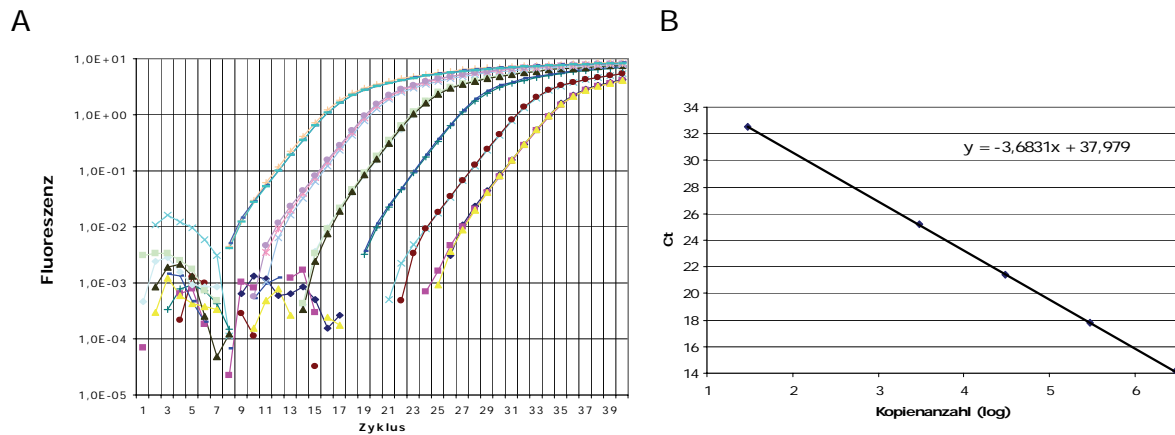 A
B
Fluoreszenz
1,0E+01
1,0E+00
1,0E-01
1,0E-02
1,0E-03
1,0E-04
1,0E-05
1 3 5 7 9 11 13 15 17 19 21 23 25 27 29 31 33 35 37 39
Zyklus
Ct
34
32
30
28
26
24
22
20
18
16
14
y = -3,6831x + 37,979
1 2 3 4 5 6
Kopienanzahl (log)